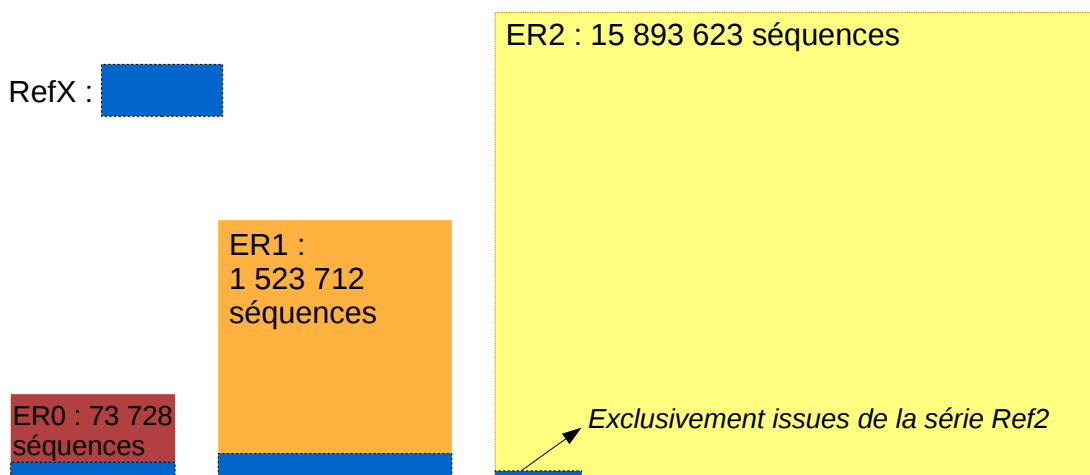 ER2 : 15 893 623 séquences
RefX :
ER1 :
1 523 712
séquences
ER0 : 73 728
séquences
Exclusivement issues de la série Ref2